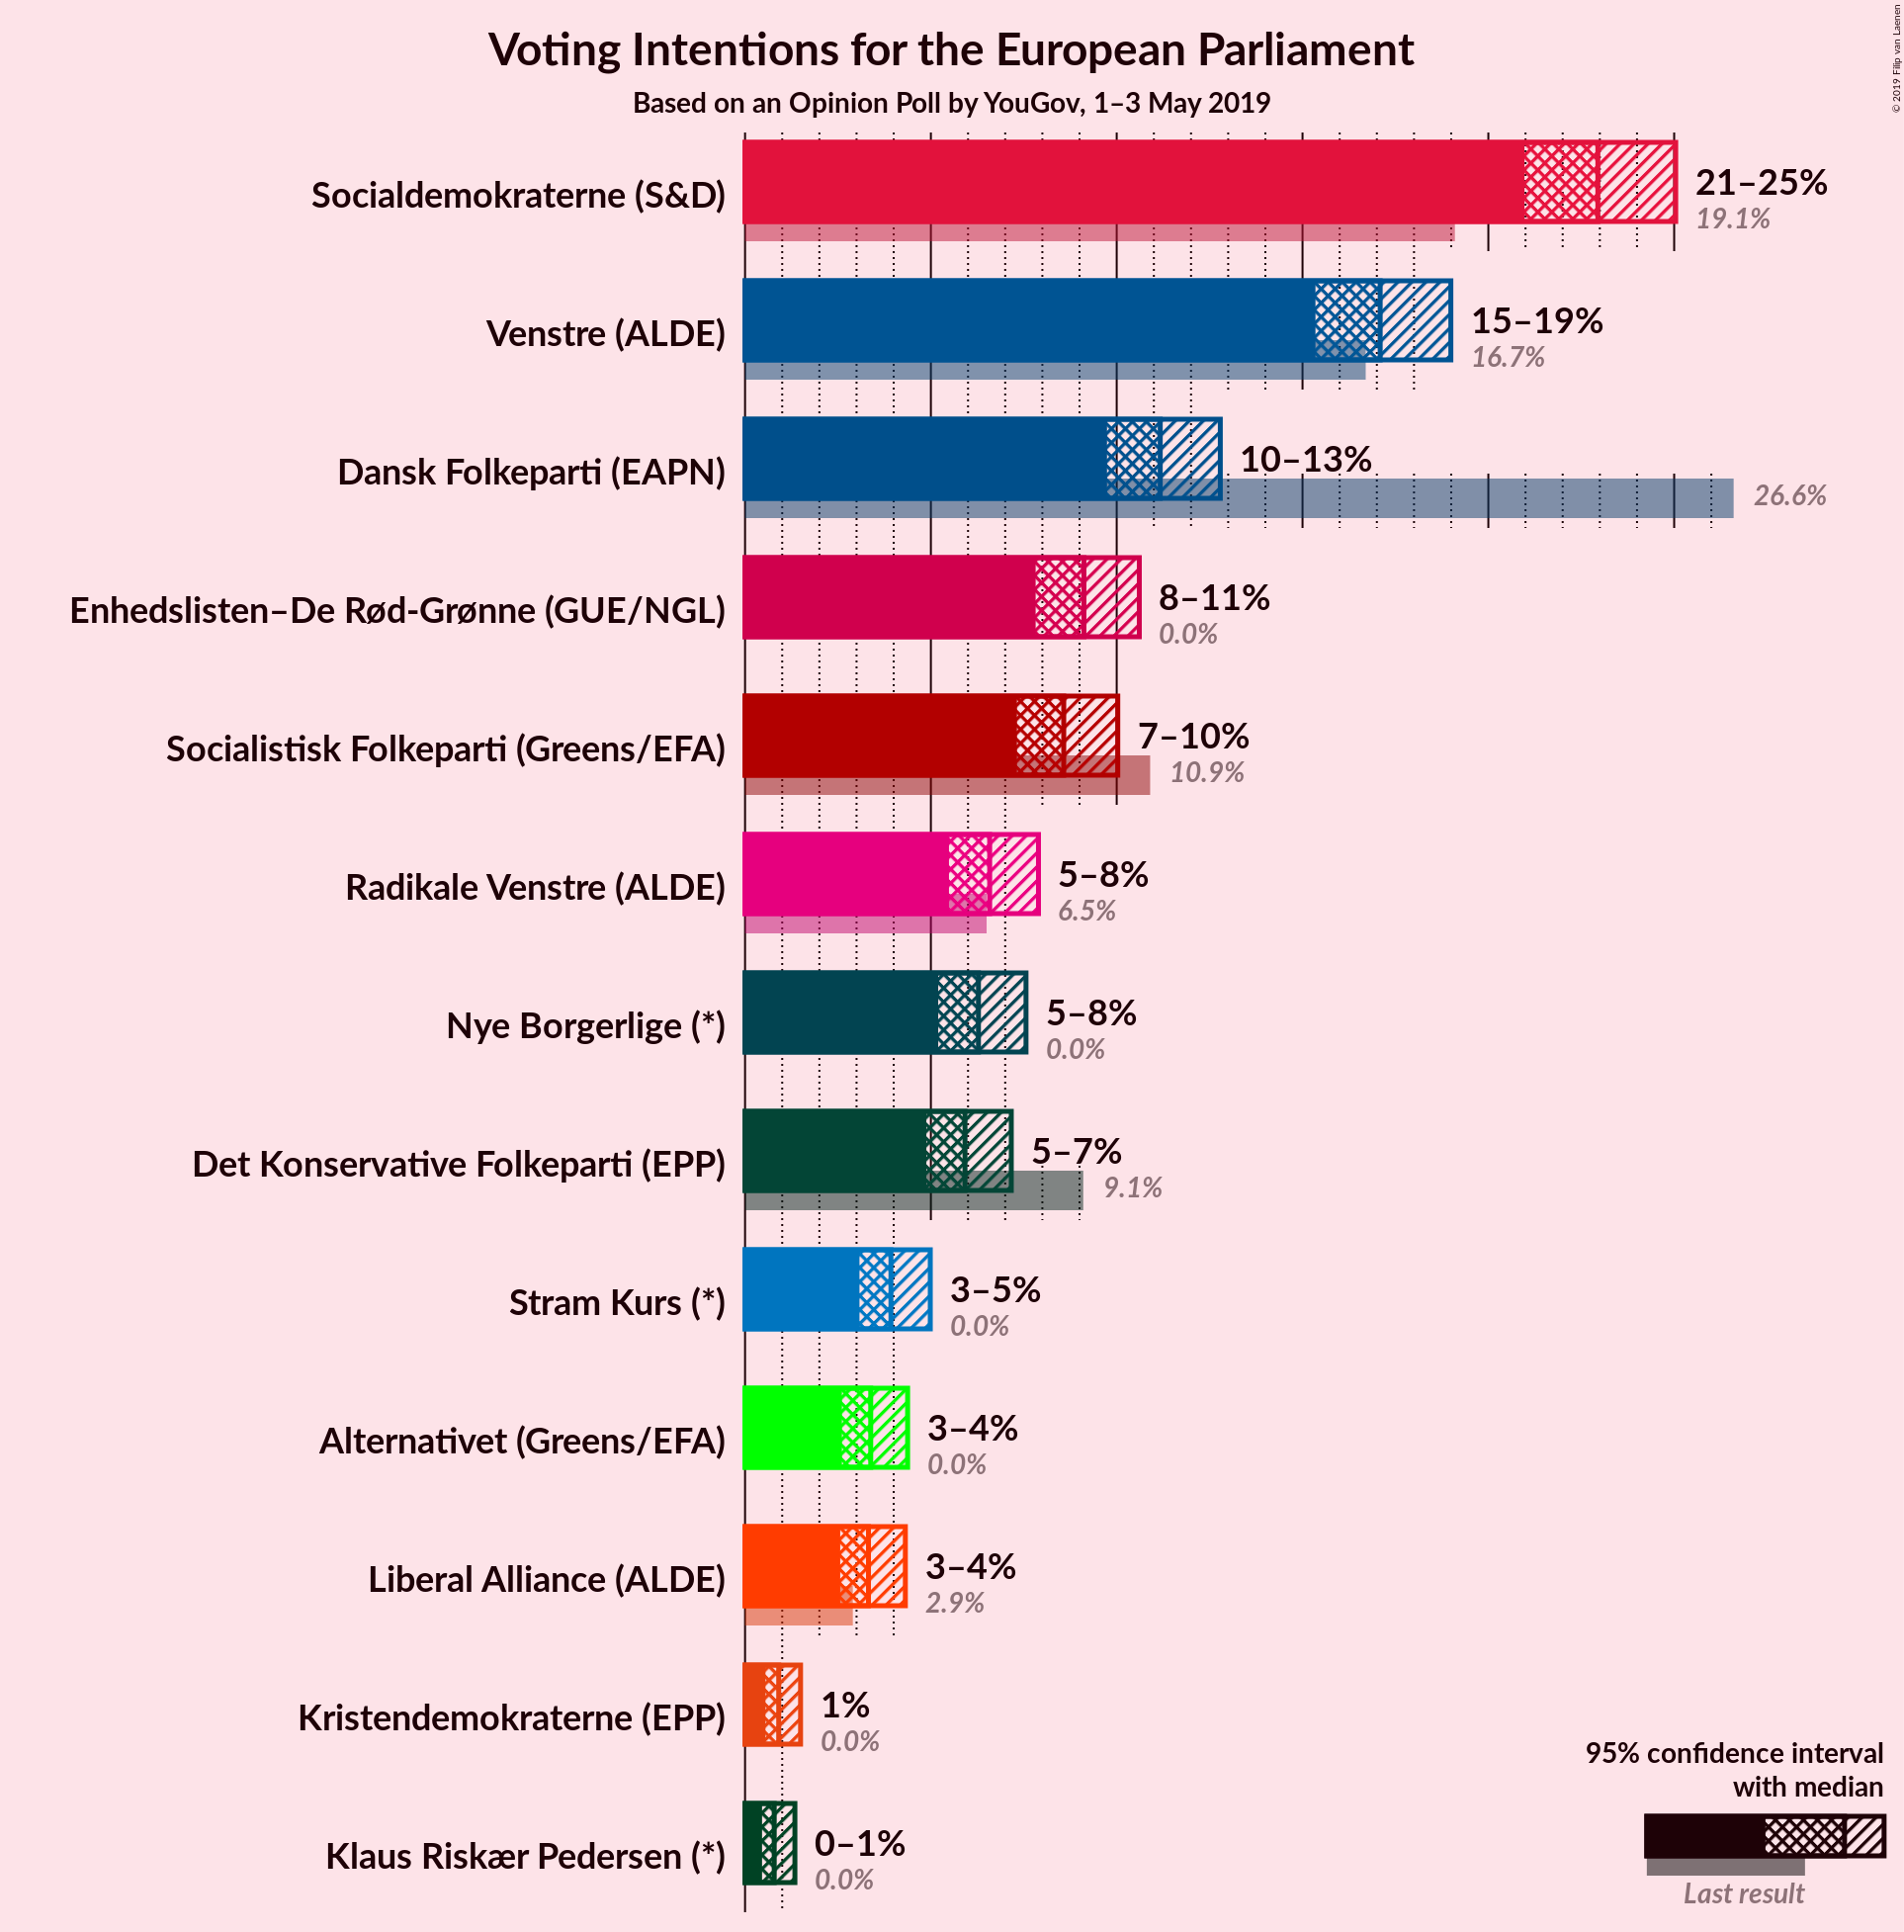 Voting Intentions for the European Parliament
Based on an Opinion Poll by YouGov, 1–3 May 2019
© 2019 Filip van Laenen
Socialdemokraterne (S&D)
21–25%
19.1%
Venstre (ALDE)
15–19%
16.7%
Dansk Folkeparti (EAPN)
10–13%
26.6%
Enhedslisten–De Rød-Grønne (GUE/NGL)
8–11%
0.0%
Socialistisk Folkeparti (Greens/EFA)
7–10%
10.9%
Radikale Venstre (ALDE)
5–8%
6.5%
Nye Borgerlige (*)
5–8%
0.0%
Det Konservative Folkeparti (EPP)
5–7%
9.1%
Stram Kurs (*)
3–5%
0.0%
Alternativet (Greens/EFA)
3–4%
0.0%
Liberal Alliance (ALDE)
3–4%
2.9%
Kristendemokraterne (EPP)
1%
0.0%
Klaus Riskær Pedersen (*)
0–1%
0.0%
95% confidence interval
with median
Last result